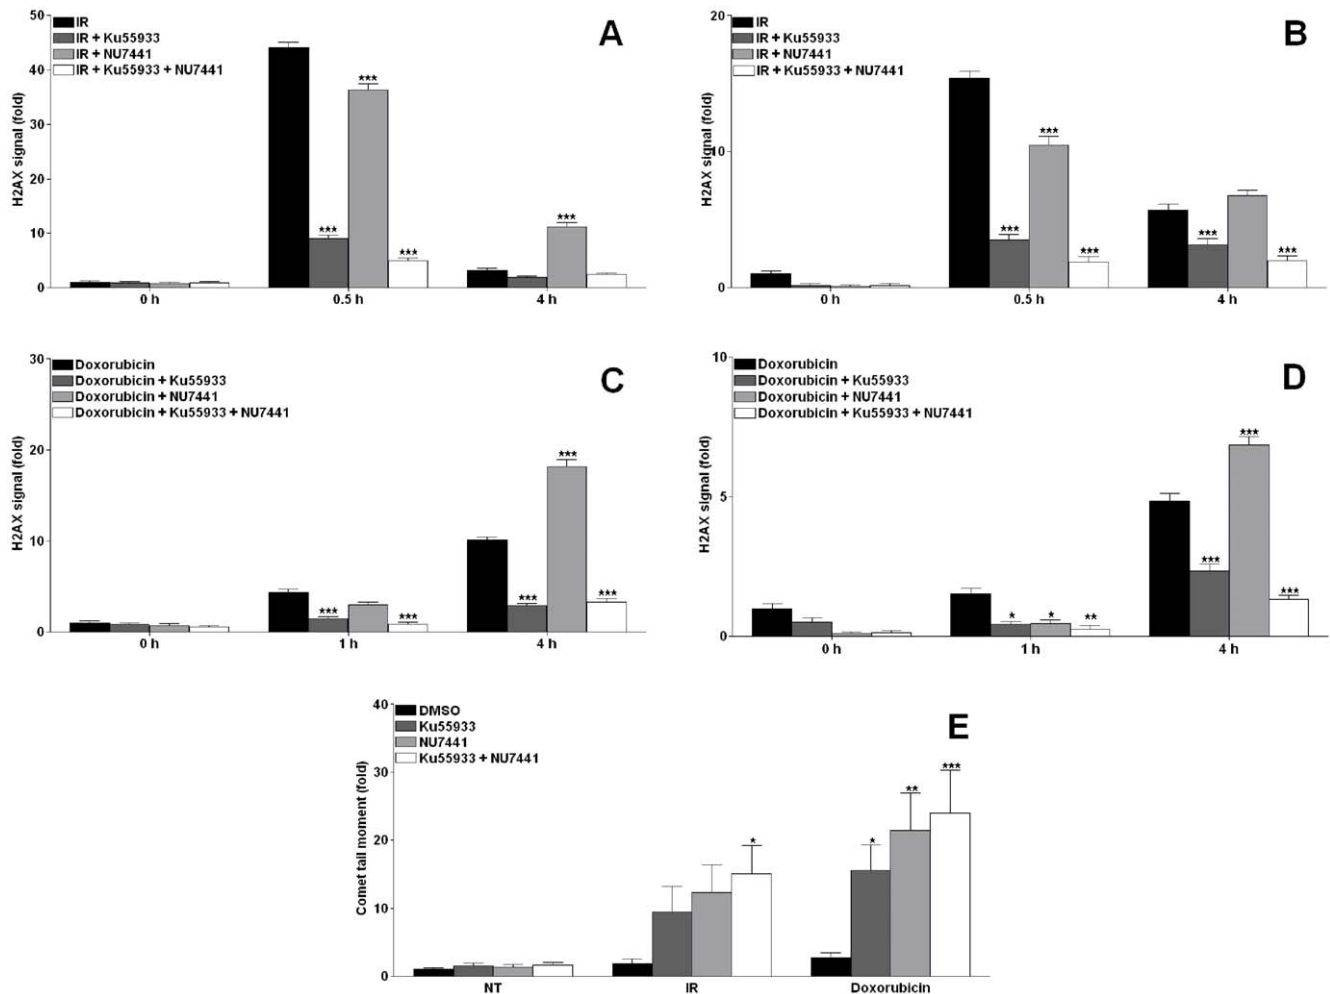 IR
IR + Ku55933
IR + NU7441
IR + Ku55933 + NU7441
A
H2AX signal (fold)
50
40
30
20
10
0
***
***
***
***
0 h
0.5 h
4 h
IR
IR + Ku55933
IR + NU7441
IR + Ku55933 + NU7441
B
H2AX signal (fold)
20
10
0
***
***
***
***
***
0 h
0.5 h
4 h
Doxorubicin
Doxorubicin + Ku55933
Doxorubicin + NU7441
Doxorubicin + Ku55933 + NU7441
C
H2AX signal (fold)
30
20
10
0
***
***
***
***
***
0 h
1 h
4 h
Doxorubicin
Doxorubicin + Ku55933
Doxorubicin + NU7441
Doxorubicin + Ku55933 + NU7441
D
H2AX signal (fold)
10
5
0
*
*
**
***
***
***
0 h
1 h
4 h
DMSO
Ku55933
NU7441
Ku55933 + NU7441
E
Comet tail moment (fold)
40
30
20
10
0
*
*
**
***
NT
IR
Doxorubicin